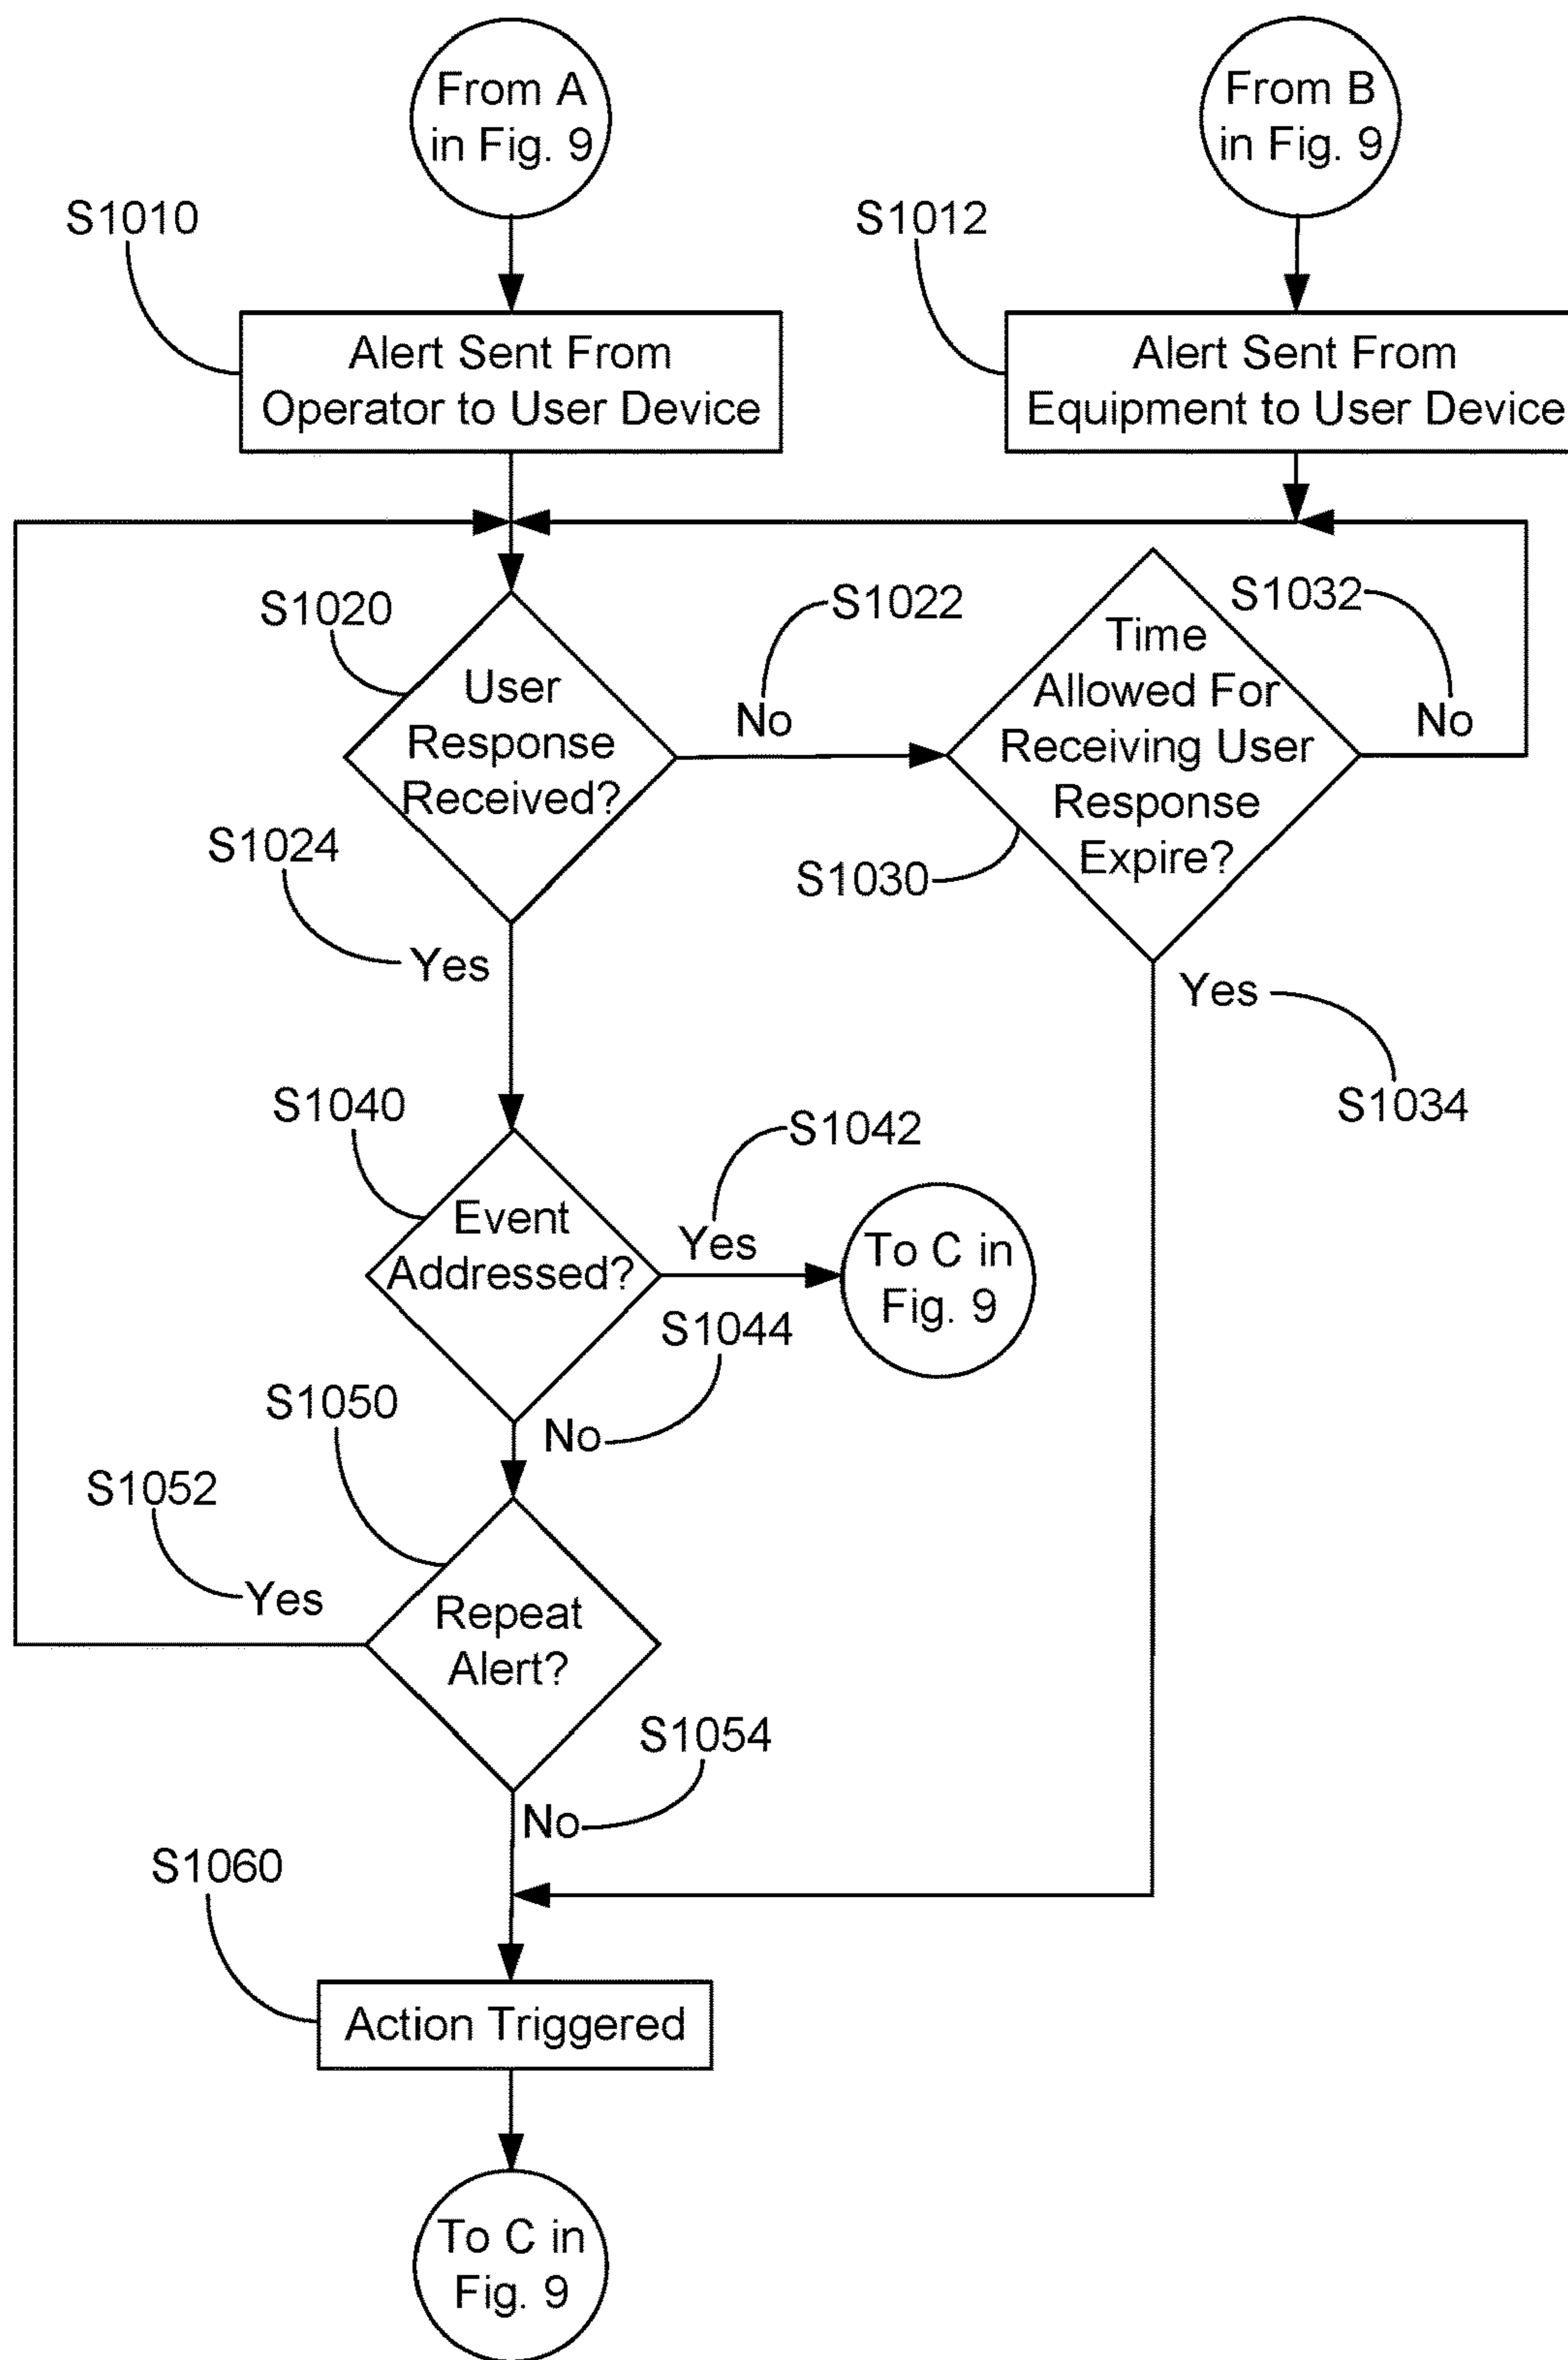 From A
in Fig. 9
From B
in Fig. 9
S1010
S1012
Alert Sent From
Operator to User Device
Alert Sent From
Equipment to User Device
S1020
S1022
S1032
User
Response
Received?
No
Time
Allowed For
Receiving User
Response
Expire?
No
S1024
S1030
Yes
Yes
S1034
S1040
S1042
Event
Addressed?
Yes
To C in
Fig. 9
S1044
S1050
No
S1052
Yes
Repeat
Alert?
S1054
No
S1060
Action Triggered
To C in
Fig. 9